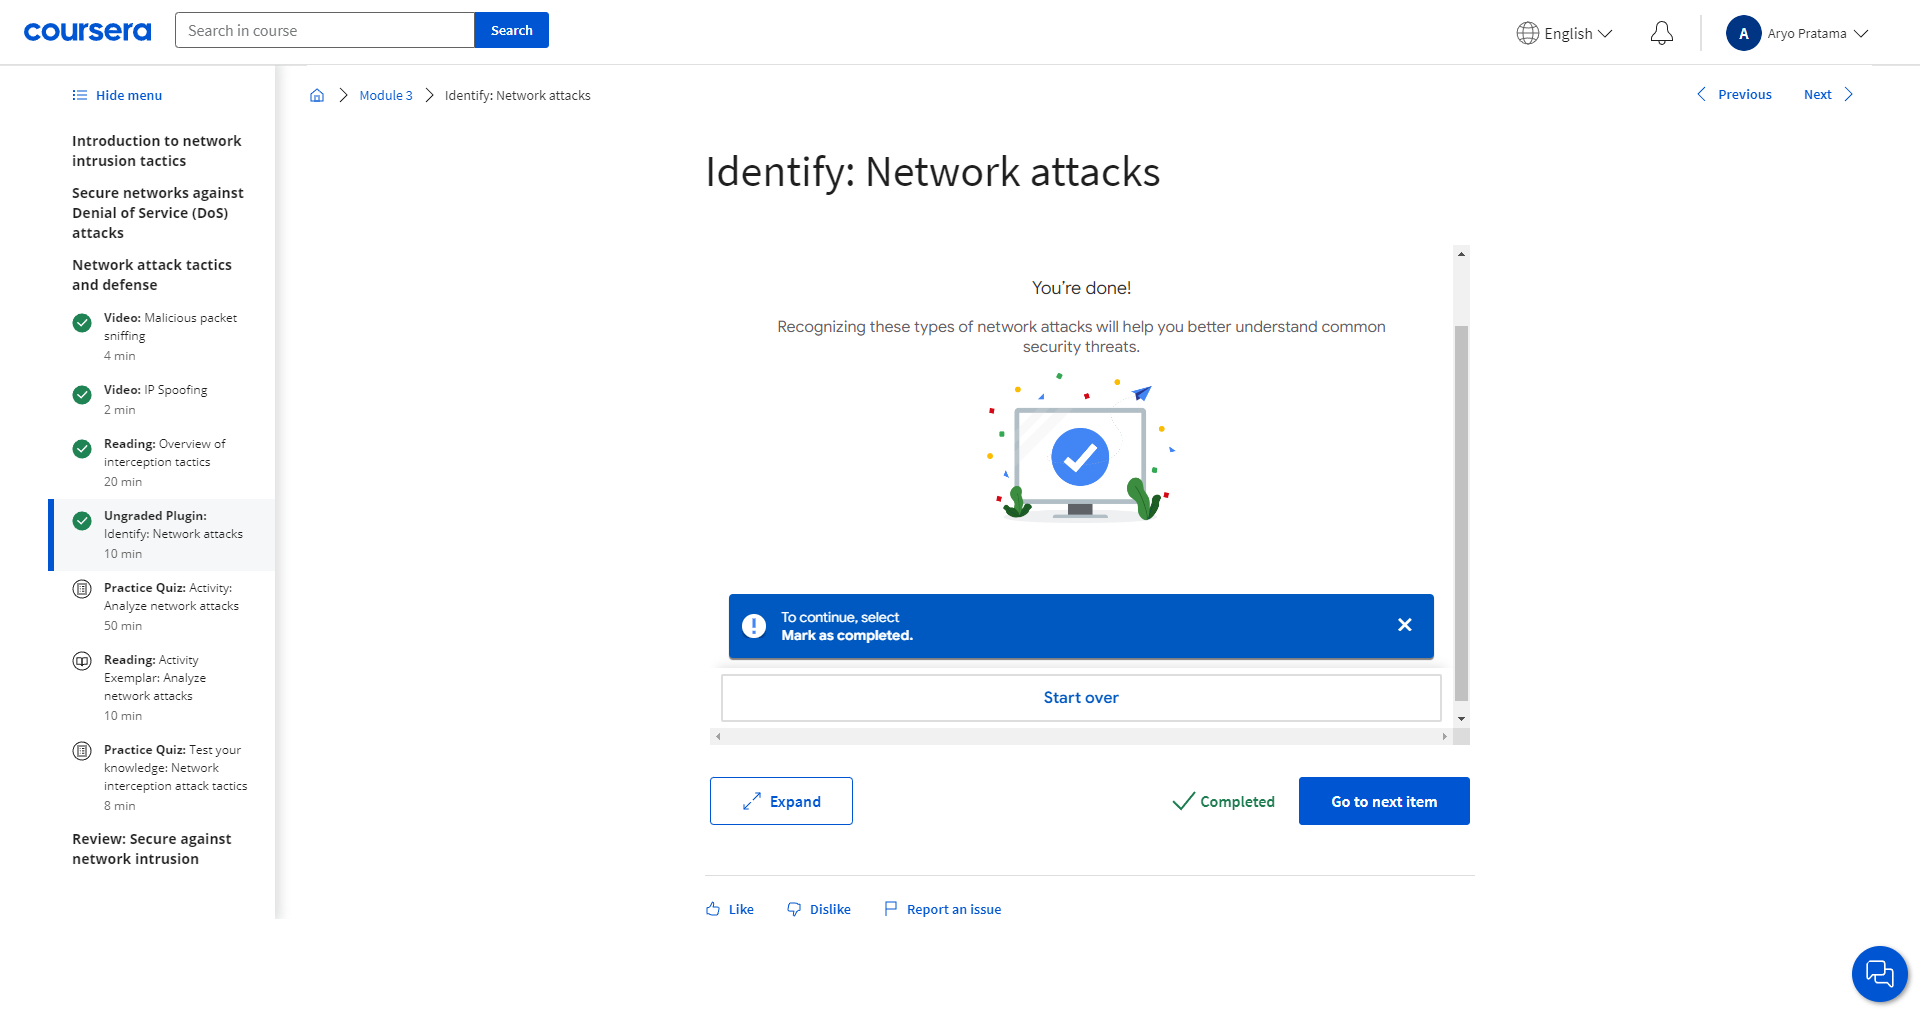 coursera
Search in course
Search
English
A
Aryo Pratama
Hide menu
Introduction to network
intrusion tactics
Secure networks against
Denial of Service (DoS)
attacks
Network attack tactics
and defense
Video: Malicious packet
sniffing
4 min
Video: IP Spoofing
2 min
Reading: Overview of
interception tactics
20 min
Ungraded Plugin:
Identify: Network attacks
10 min
Practice Quiz: Activity:
Analyze network attacks
50 min
Reading: Activity
Exemplar: Analyze
network attacks
10 min
Practice Quiz: Test your
knowledge: Network
interception attack tactics
8 min
Review: Secure against
network intrusion
Module 3
Identify: Network attacks
Previous
Next
Identify: Network attacks
You're done!
Recognizing these types of network attacks will help you better understand common
security threats.
To continue, select
Mark as completed.
Start over
Expand
Completed
Go to next item
Like
Dislike
Report an issue